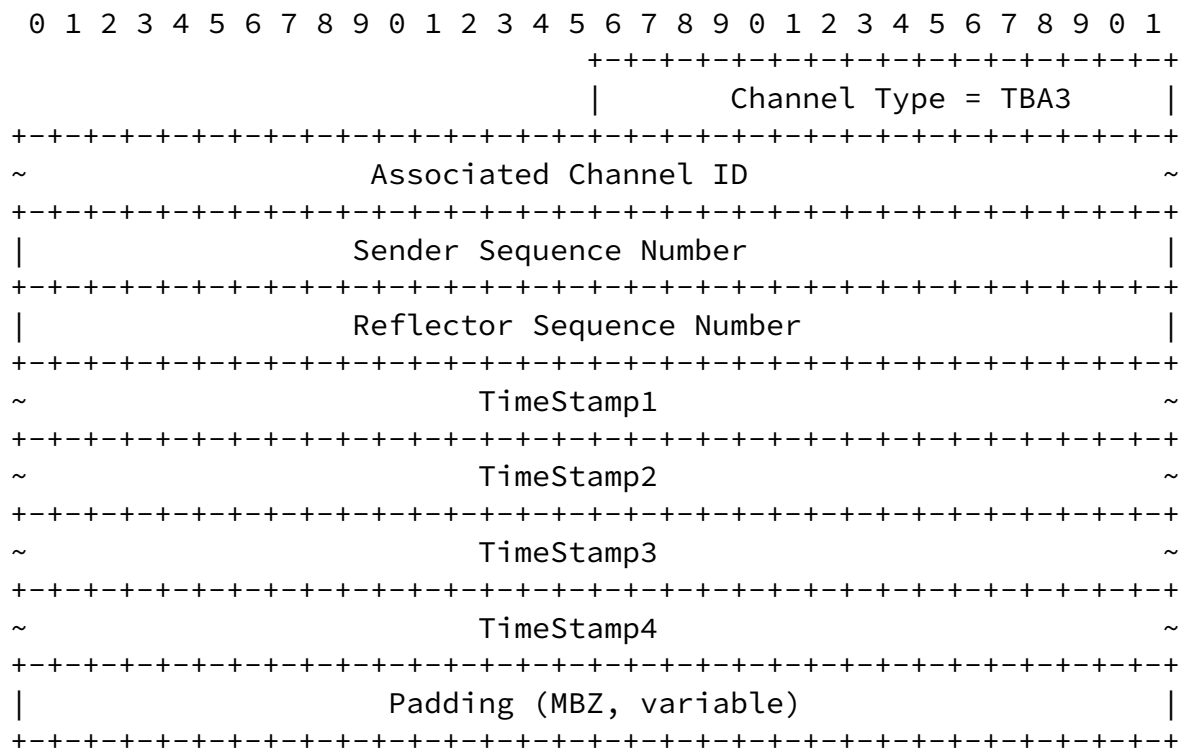 0 1 2 3 4 5 6 7 8 9 0 1 2 3 4 5 6 7 8 9 0 1 2 3 4 5 6 7 8 9 0 1
                                +-+-+-+-+-+-+-+-+-+-+-+-+-+-+-+-+
                                |       Channel Type = TBA3     |
+-+-+-+-+-+-+-+-+-+-+-+-+-+-+-+-+-+-+-+-+-+-+-+-+-+-+-+-+-+-+-+-+
~                   Associated Channel ID                       ~
+-+-+-+-+-+-+-+-+-+-+-+-+-+-+-+-+-+-+-+-+-+-+-+-+-+-+-+-+-+-+-+-+
|                  Sender Sequence Number                       |
+-+-+-+-+-+-+-+-+-+-+-+-+-+-+-+-+-+-+-+-+-+-+-+-+-+-+-+-+-+-+-+-+
|                  Reflector Sequence Number                    |
+-+-+-+-+-+-+-+-+-+-+-+-+-+-+-+-+-+-+-+-+-+-+-+-+-+-+-+-+-+-+-+-+
~                         TimeStamp1                            ~
+-+-+-+-+-+-+-+-+-+-+-+-+-+-+-+-+-+-+-+-+-+-+-+-+-+-+-+-+-+-+-+-+
~                         TimeStamp2                            ~
+-+-+-+-+-+-+-+-+-+-+-+-+-+-+-+-+-+-+-+-+-+-+-+-+-+-+-+-+-+-+-+-+
~                         TimeStamp3                            ~
+-+-+-+-+-+-+-+-+-+-+-+-+-+-+-+-+-+-+-+-+-+-+-+-+-+-+-+-+-+-+-+-+
~                         TimeStamp4                            ~
+-+-+-+-+-+-+-+-+-+-+-+-+-+-+-+-+-+-+-+-+-+-+-+-+-+-+-+-+-+-+-+-+
|                    Padding (MBZ, variable)                    |
+-+-+-+-+-+-+-+-+-+-+-+-+-+-+-+-+-+-+-+-+-+-+-+-+-+-+-+-+-+-+-+-+